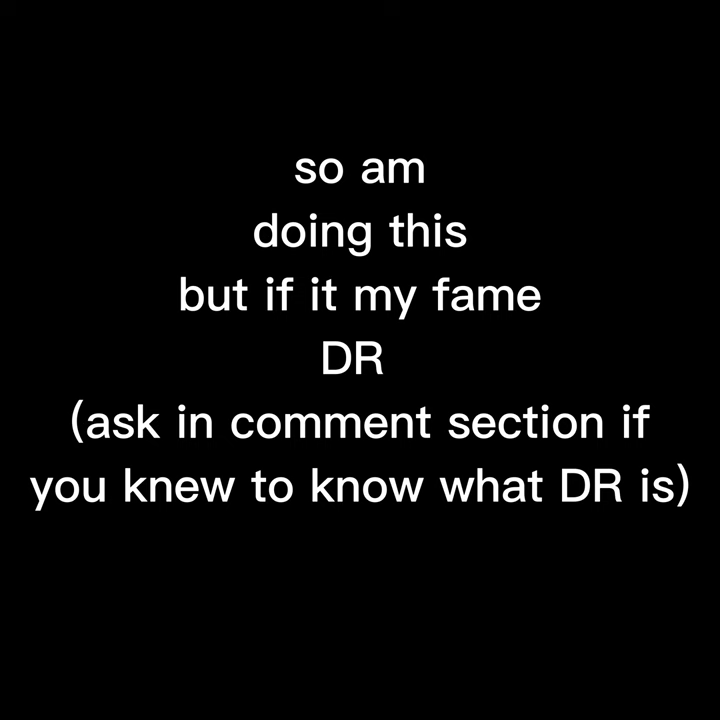 so am
doing this
but if it my fame
DR
(ask in comment section if
you knew to know what DR is)